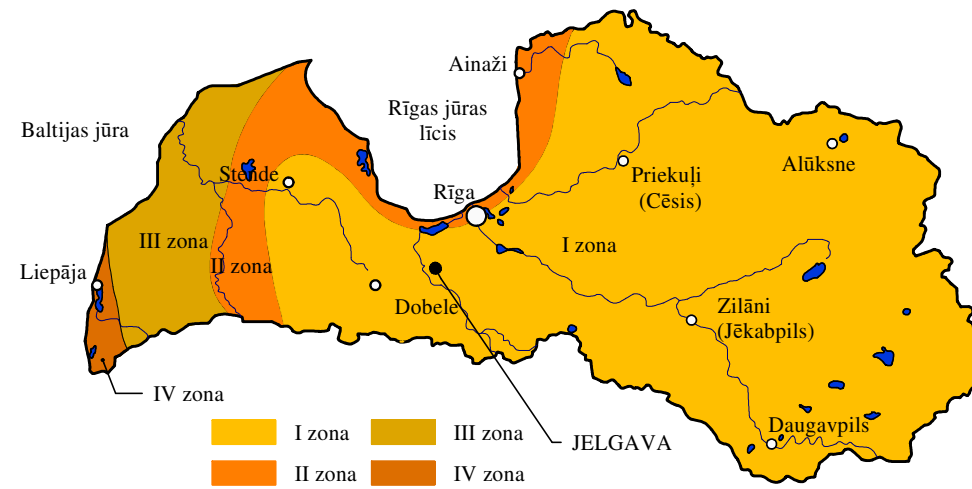 Ainaži
Rīgas jūras
līcis
Baltijas jūra
Alūksne
Stende
Priekuļi
(Cēsis)
Rīga
III zona
I zona
II zona
Liepāja
Dobele
Zilāni
(Jēkabpils)
IV zona
Daugavpils
I zona
III zona
JELGAVA
II zona
IV zona